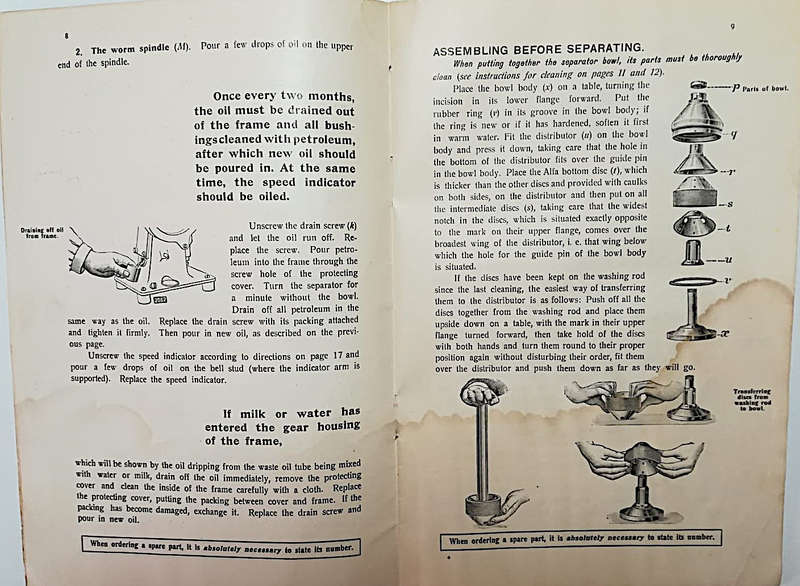 8
2. The worm spindle (M). Pour a few drops of oil on the upper
end of the spindle.
Once every two months,
the oil must be drained out
of the frame and all bush-
ings cleaned with petroleum,
after which new oil should
be poured in. At the same
time, the speed indicator
should be oiled.
Draining off oil
from frame.
Unscrew the drain screw (k)
and let the oil run off. Re-
place the screw. Pour petro-
leum into the frame through the
screw hole of the protecting
cover. Turn the separator for
a minute without the bowl.
Drain off all petroleum in the
same way as the oil. Replace the drain screw with its packing attached
and tighten it firmly. Then pour in new oil, as described on the previ-
ous page.
Unscrew the speed indicator according to directions on page 17 and
pour a few drops of oil on the bell stud (where the indicator arm is
supported). Replace the speed indicator.
If milk or water has
entered the gear housing
of the frame,
which will be shown by the oil dripping from the waste oil tube being mixed
with water or milk, drain off the oil immediately, remove the protecting
cover and clean the inside of the frame carefully with a cloth. Replace
the protecting cover, putting the packing between cover and frame. If the
packing has become damaged, exchange it. Replace the drain screw and
pour in new oil.
When ordering a spare part, it is absolutely necessary to state its number.
9
ASSEMBLING BEFORE SEPARATING.
When putting together the separator bowl, its parts must be thoroughly
clean (see instructions for cleaning on pages 11 and 12).
Place the bowl body (x) on a table, turning the
incision in its lower flange forward. Put the
rubber ring (v) in its groove in the bowl body; if
the ring is new or if it has hardened, soften it first
in warm water. Fit the distributor (u) on the bowl
body and press it down, taking care that the hole in
the bottom of the distributor fits over the guide pin
in the bowl body. Place the Alfa bottom disc (t), which
is thicker than the other discs and provided with caulks
on both sides, on the distributor and then put on all
the intermediate discs (s), taking care that the widest
notch in the discs, which is situated exactly opposite
to the mark on their upper flange, comes over the
broadest wing of the distributor, i. e. that wing below
which the hole for the guide pin of the bowl body
is situated.
If the discs have been kept on the washing rod
since the last cleaning, the easiest way of transferring
them to the distributor is as follows: Push off all the
discs together from the washing rod and place them
upside down on a table, with the mark in their upper
flange turned forward, then take hold of the discs
with both hands and turn them round to their proper
position again without disturbing their order, fit them
over the distributor and push them down as far as they will go.
p Parts of bowl.
q
r
s
t
u
v
x
Transferring
discs from
washing rod
to bowl.
When ordering a spare part, it is absolutely necessary to state its number.